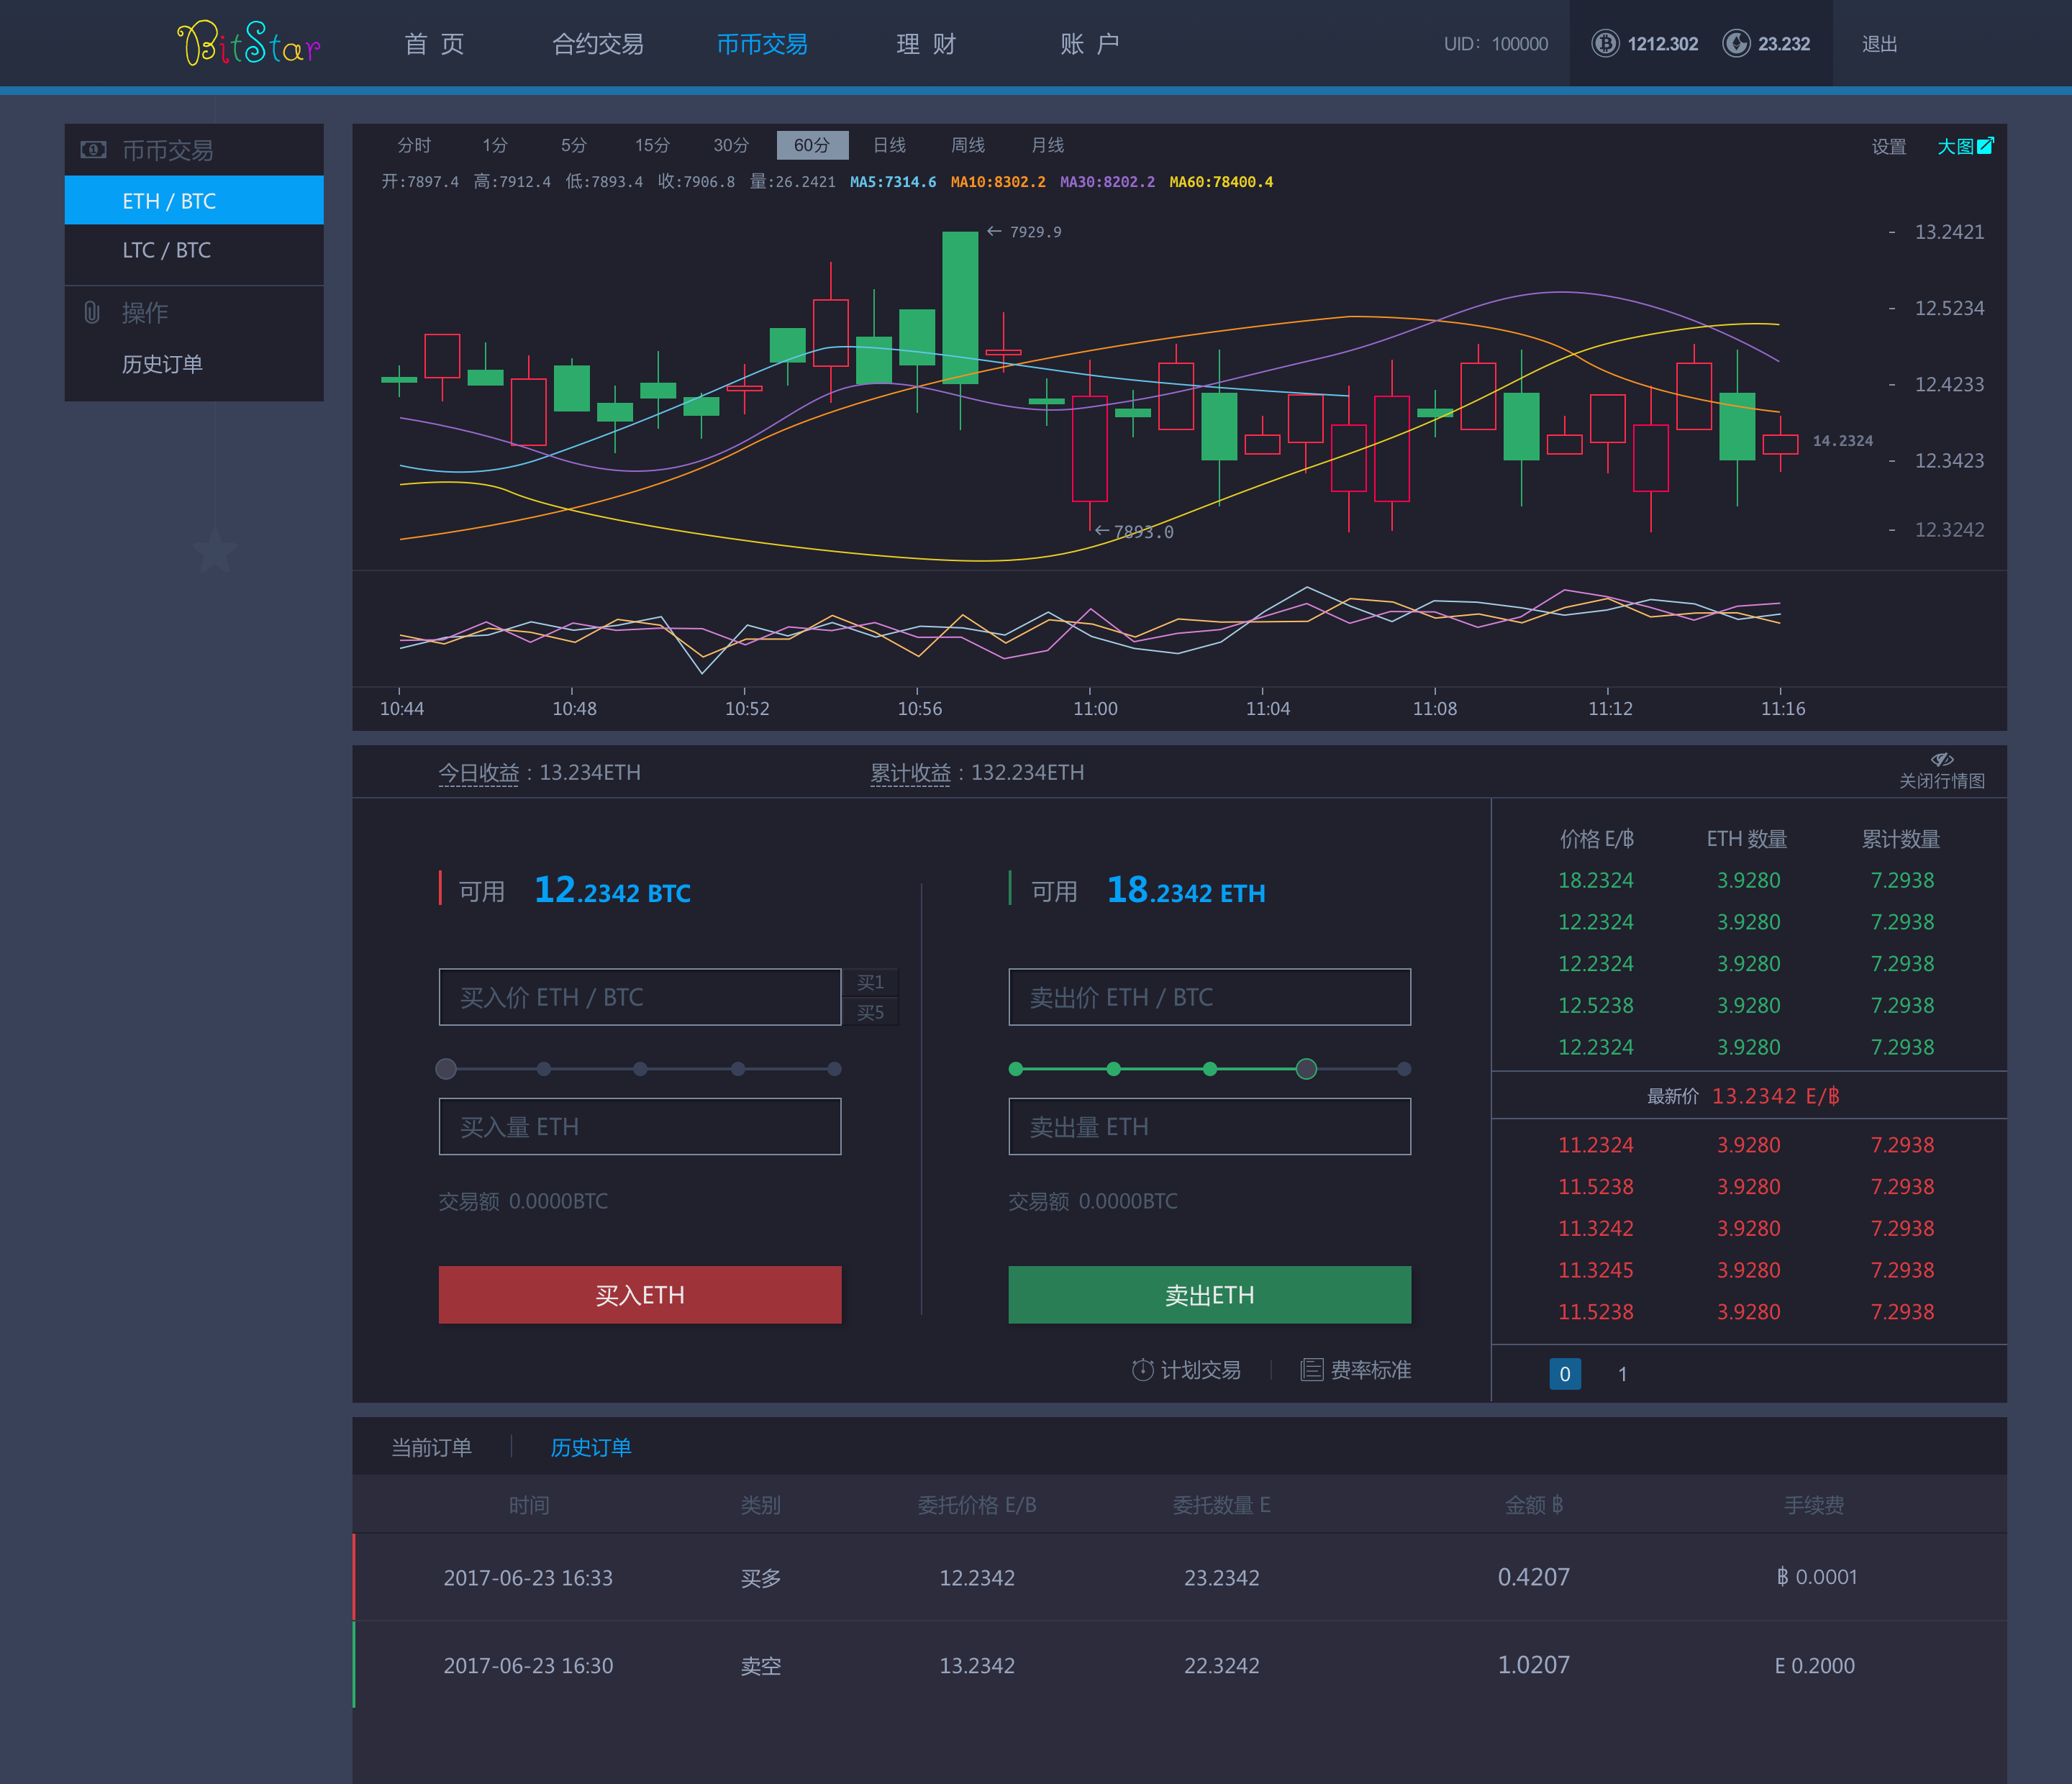 BitStar 首 页 合约交易 币币交易 理 财 账 户 UID: 100000 1212.302 23.232 退出
币币交易
ETH / BTC
LTC / BTC
操作
历史订单
分时 1分 5分 15分 30分 60分 日线 周线 月线 设置 大图
开:7897.4 高:7912.4 低:7893.4 收:7906.8 量:26.2421 MA5:7314.6 MA10:8302.2 MA30:8202.2 MA60:78400.4
7929.9
- 13.2421
- 12.5234
- 12.4233
14.2324
- 12.3423
7893.0
- 12.3242
10:44 10:48 10:52 10:56 11:00 11:04 11:08 11:12 11:16
今日收益 : 13.234ETH 累计收益 : 132.234ETH 关闭行情图
可用 12.2342 BTC
买入价 ETH / BTC
买1
买5
买入量 ETH
交易额 0.0000BTC
买入ETH
可用 18.2342 ETH
卖出价 ETH / BTC
卖出量 ETH
交易额 0.0000BTC
卖出ETH
计划交易 费率标准
价格 E/฿ ETH 数量 累计数量
18.2324 3.9280 7.2938
12.2324 3.9280 7.2938
12.2324 3.9280 7.2938
12.5238 3.9280 7.2938
12.2324 3.9280 7.2938
最新价 13.2342 E/฿
11.2324 3.9280 7.2938
11.5238 3.9280 7.2938
11.3242 3.9280 7.2938
11.3245 3.9280 7.2938
11.5238 3.9280 7.2938
0 1
当前订单 历史订单
时间 类别 委托价格 E/B 委托数量 E 金额 ฿ 手续费
2017-06-23 16:33 买多 12.2342 23.2342 0.4207 ฿ 0.0001
2017-06-23 16:30 卖空 13.2342 22.3242 1.0207 E 0.2000